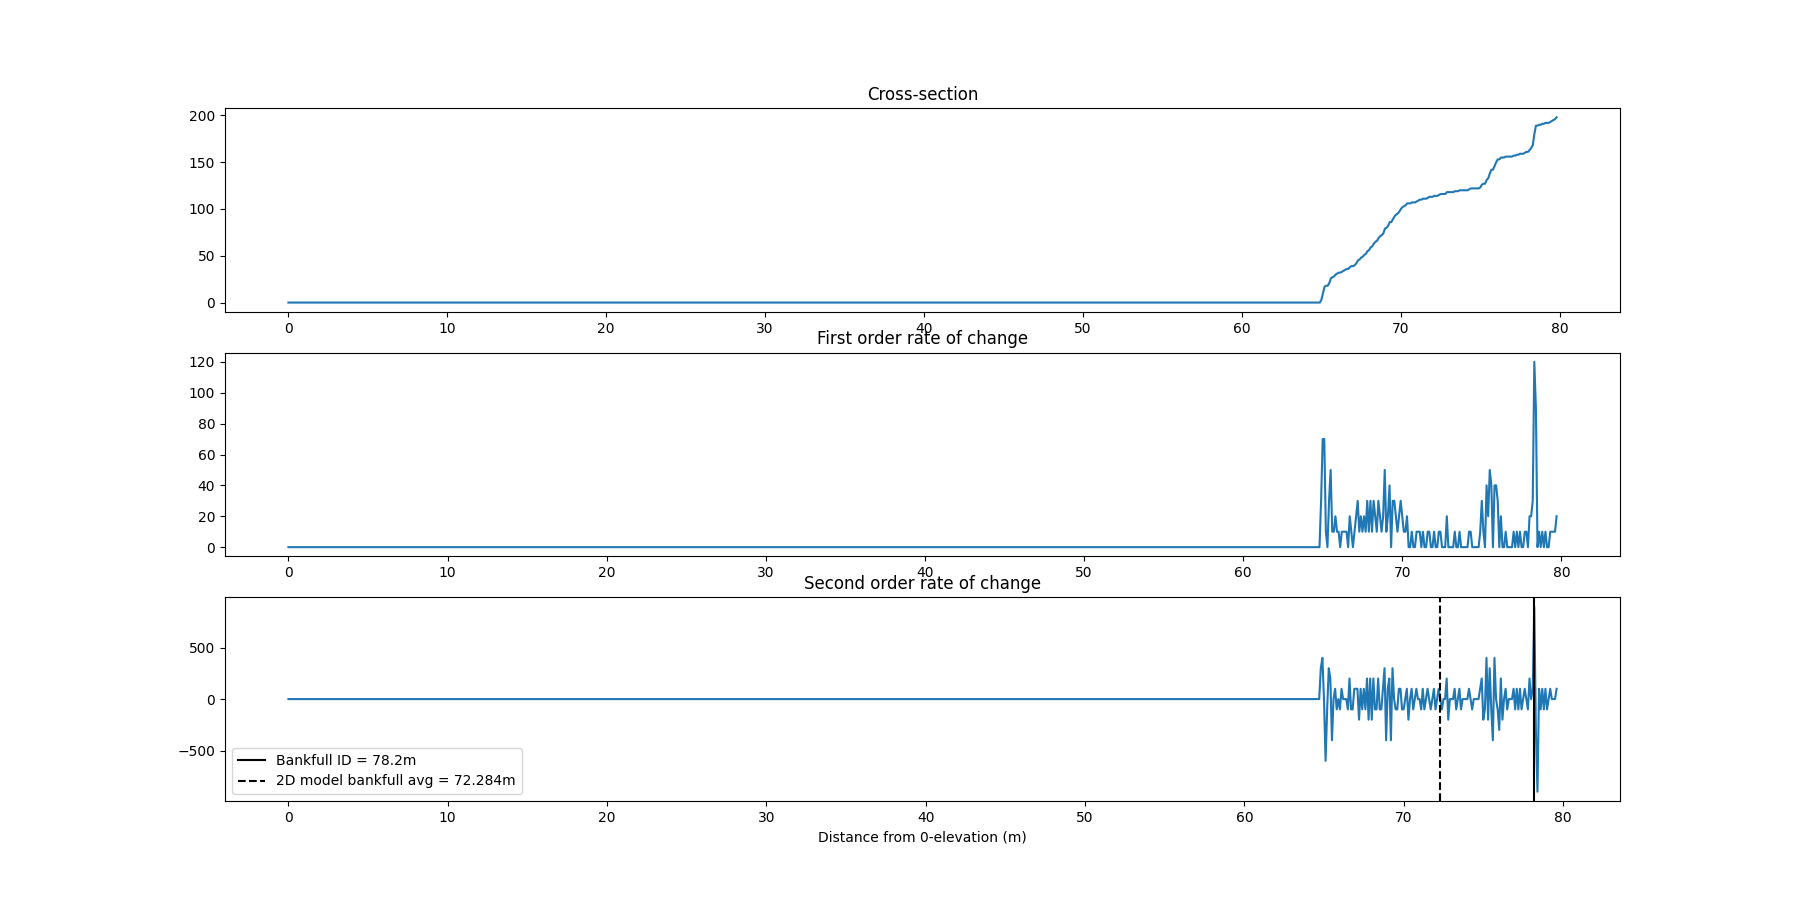 Cross-section
200
150
100
50
0
0 10 20 30 40 50 60 70 80
First order rate of change
120
100
80
60
40
20
0
0 10 20 30 40 50 60 70 80
Second order rate of change
500
0
−500
Bankfull ID = 78.2m
2D model bankfull avg = 72.284m
0 10 20 30 40 50 60 70 80
Distance from 0-elevation (m)